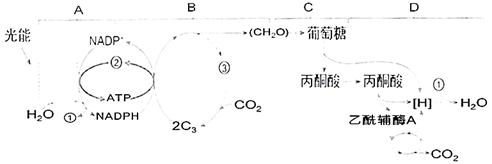 A B C D
光能
NADP⁺
②
ATP
H₂O
①
NADPH
③
CO₂
2C₃
(CH₂O)
葡萄糖
丙酮酸
丙酮酸
[H]
①
H₂O
乙酰辅酶A
CO₂